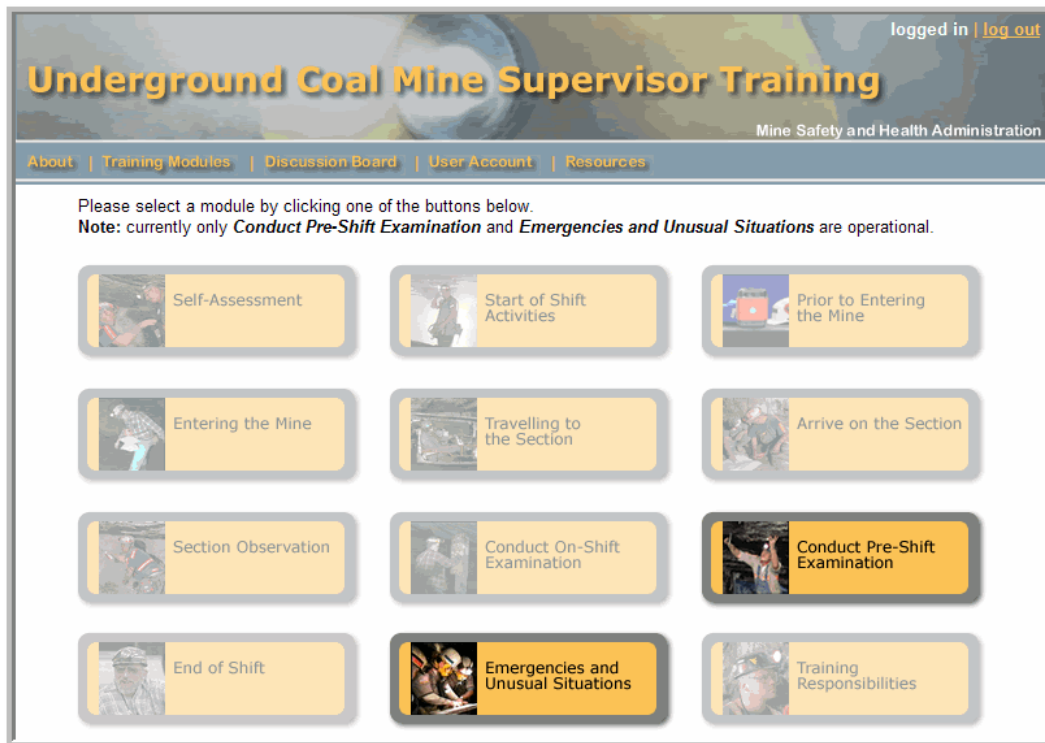 logged in | log out
Underground Coal Mine Supervisor Training
Mine Safety and Health Administration
About | Training Modules | Discussion Board | User Account | Resources
Please select a module by clicking one of the buttons below.
Note: currently only Conduct Pre-Shift Examination and Emergencies and Unusual Situations are operational.
Self-Assessment
Start of Shift
Activities
Prior to Entering
the Mine
Entering the Mine
Travelling to
the Section
Arrive on the Section
Section Observation
Conduct On-Shift
Examination
Conduct Pre-Shift
Examination
End of Shift
Emergencies and
Unusual Situations
Training
Responsibilities